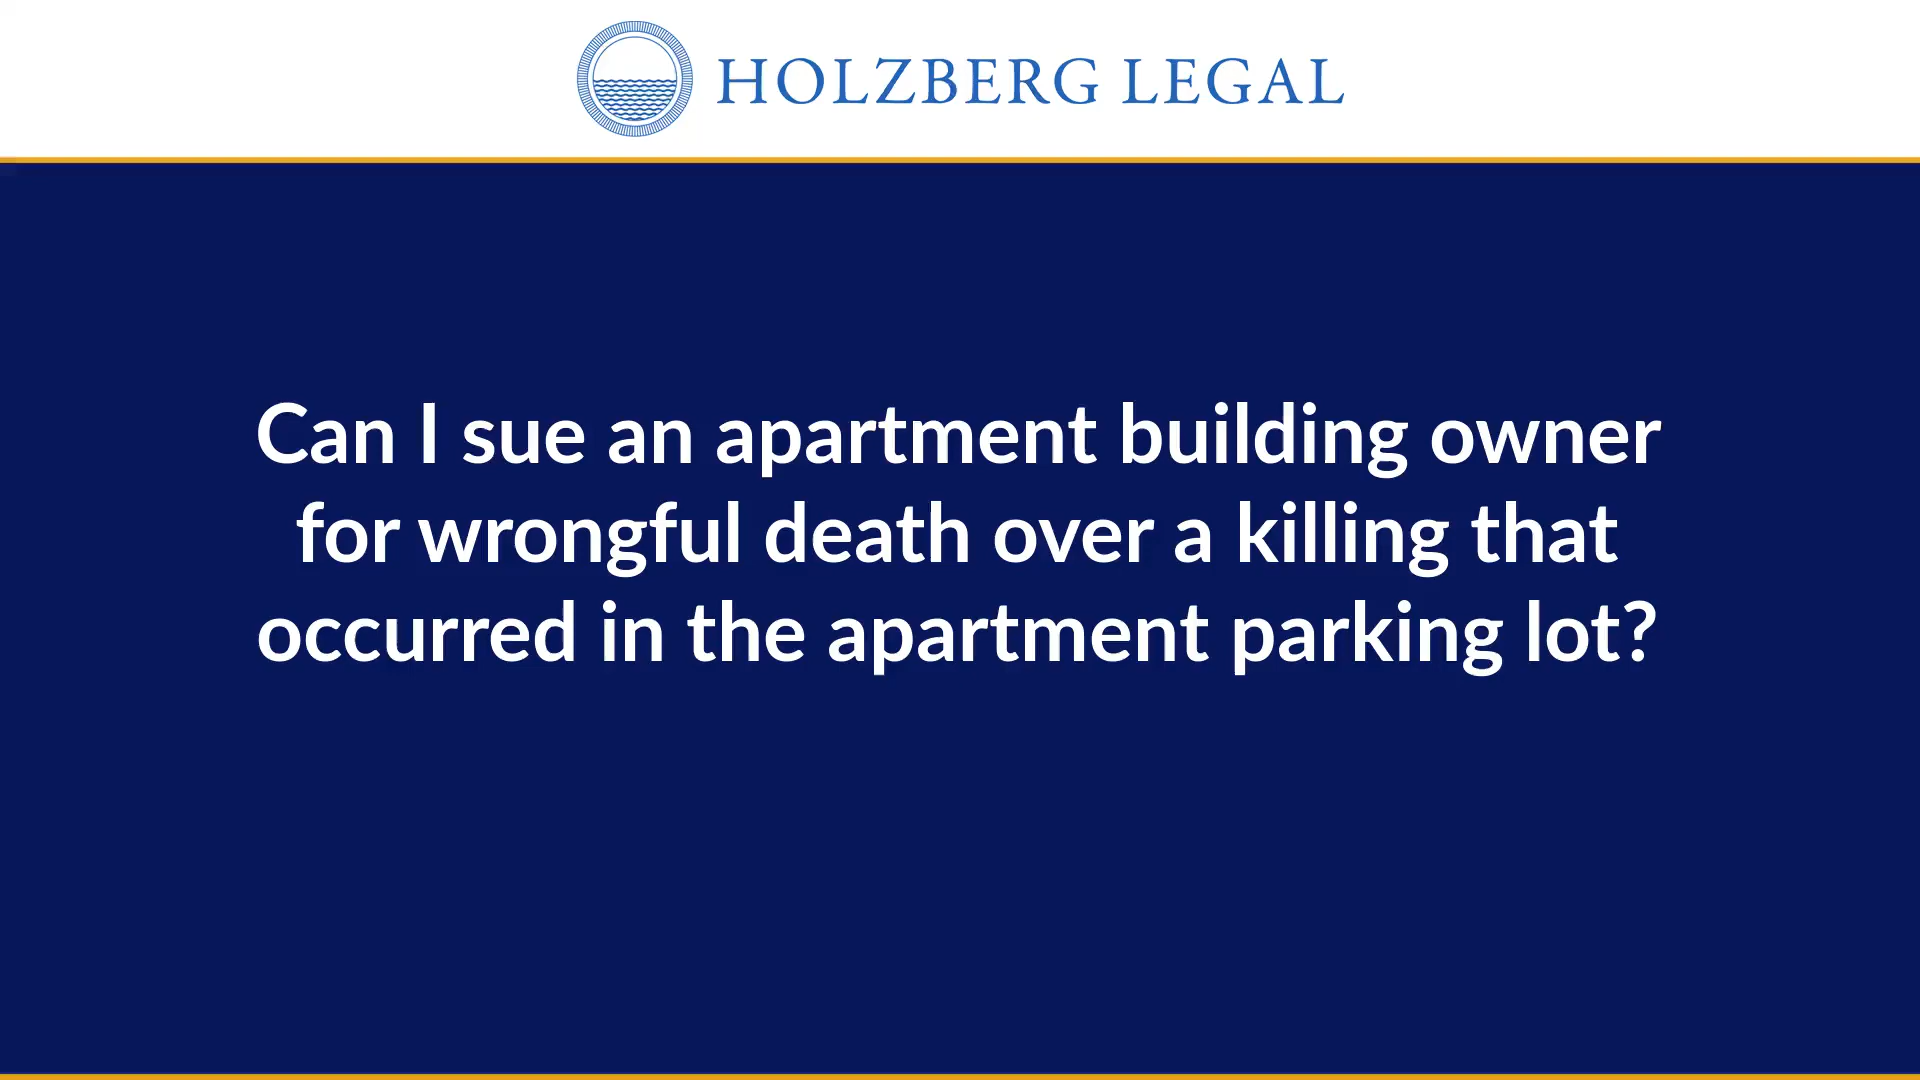 HOLZBERG LEGAL
Can I sue an apartment building owner
for wrongful death over a killing that
occurred in the apartment parking lot?